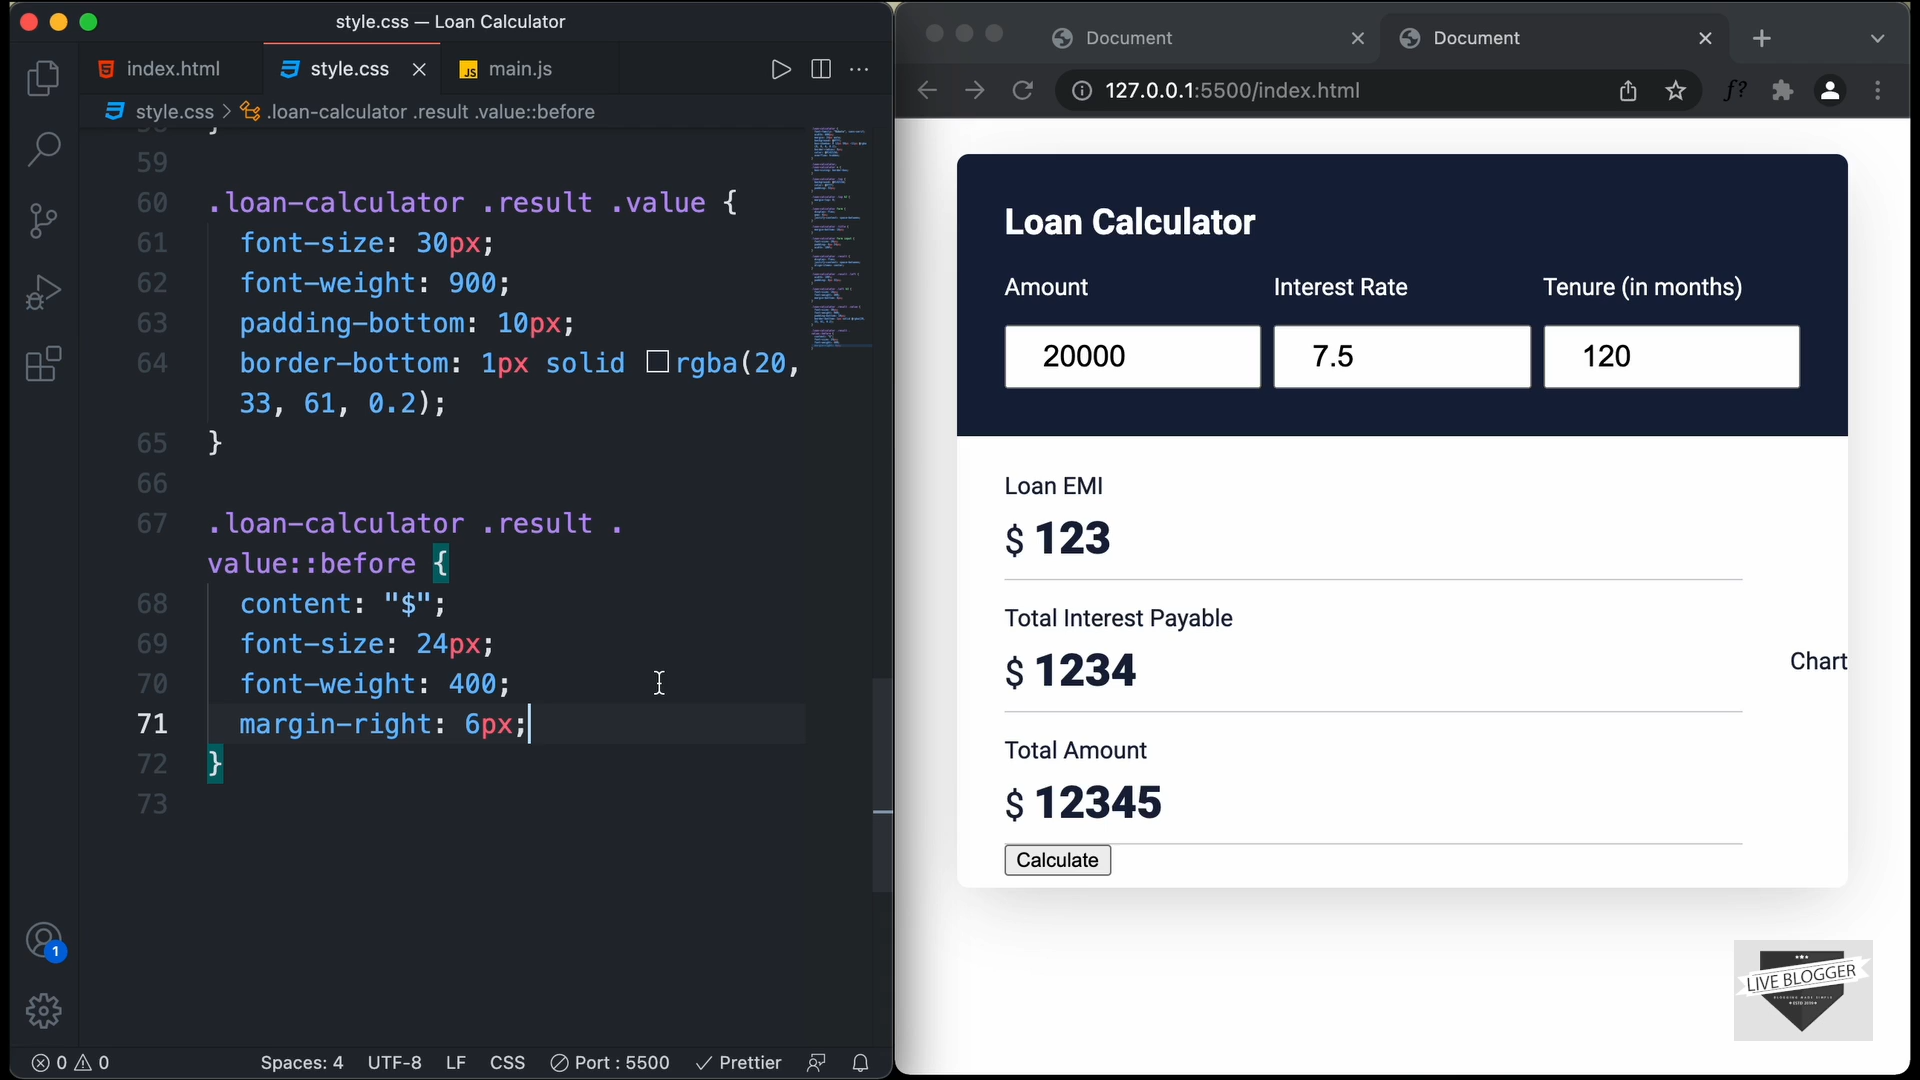 style.css — Loan Calculator
index.html
style.css
JS main.js
style.css > .loan-calculator .result .value::before
59
60 .loan-calculator .result .value {
61 font-size: 30px;
62 font-weight: 900;
63 padding-bottom: 10px;
64 border-bottom: 1px solid rgba(20,
33, 61, 0.2);
65 }
66
67 .loan-calculator .result .
value::before {
68 content: "$";
69 font-size: 24px;
70 font-weight: 400;
71 margin-right: 6px;
72 }
73
1
0 0
Spaces: 4
UTF-8
LF
CSS
Port : 5500
Prettier
Document
Document
127.0.0.1:5500/index.html
f?
Loan Calculator
Amount
Interest Rate
Tenure (in months)
20000
7.5
120
Loan EMI
$ 123
Total Interest Payable
$ 1234
Chart
Total Amount
$ 12345
Calculate
LIVE BLOGGER